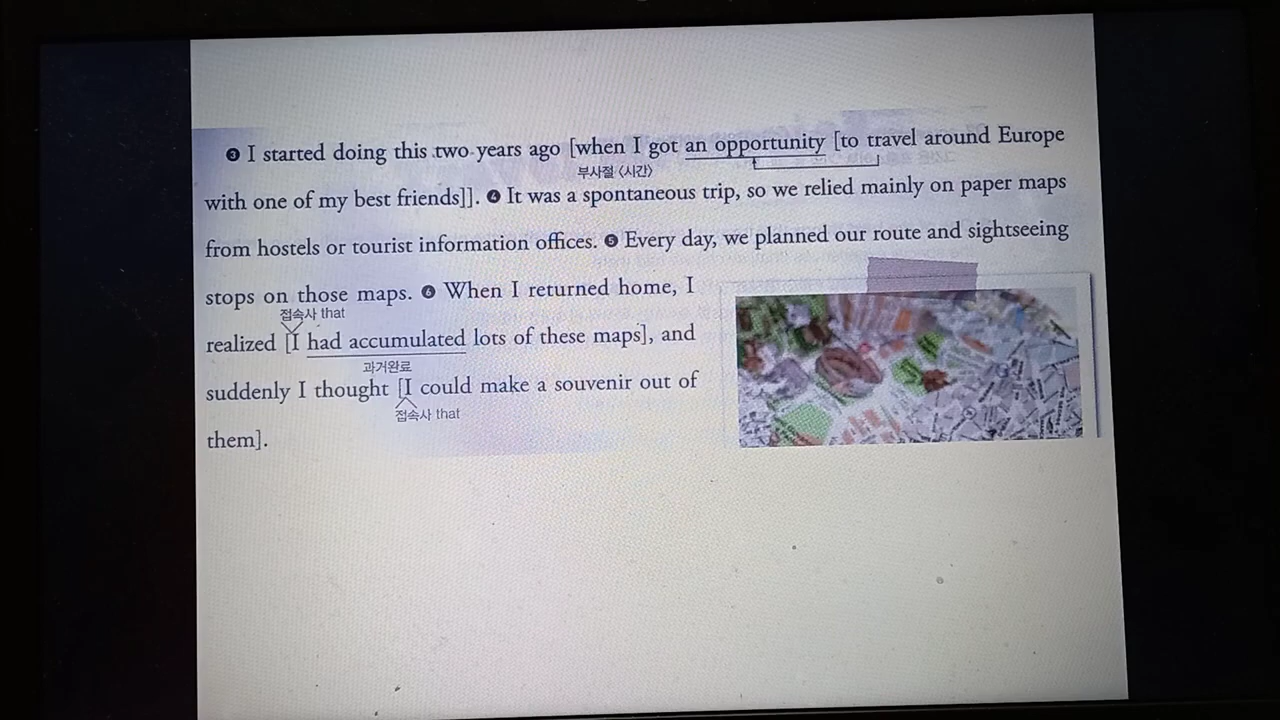 ❸ I started doing this two years ago [when I got an opportunity [to travel around Europe
부사절 〈시간〉
with one of my best friends]]. ❹ It was a spontaneous trip, so we relied mainly on paper maps
from hostels or tourist information offices. ❺ Every day, we planned our route and sightseeing
stops on those maps. ❻ When I returned home, I
접속사 that
realized [I had accumulated lots of these maps], and
과거완료
suddenly I thought [I could make a souvenir out of
접속사 that
them].